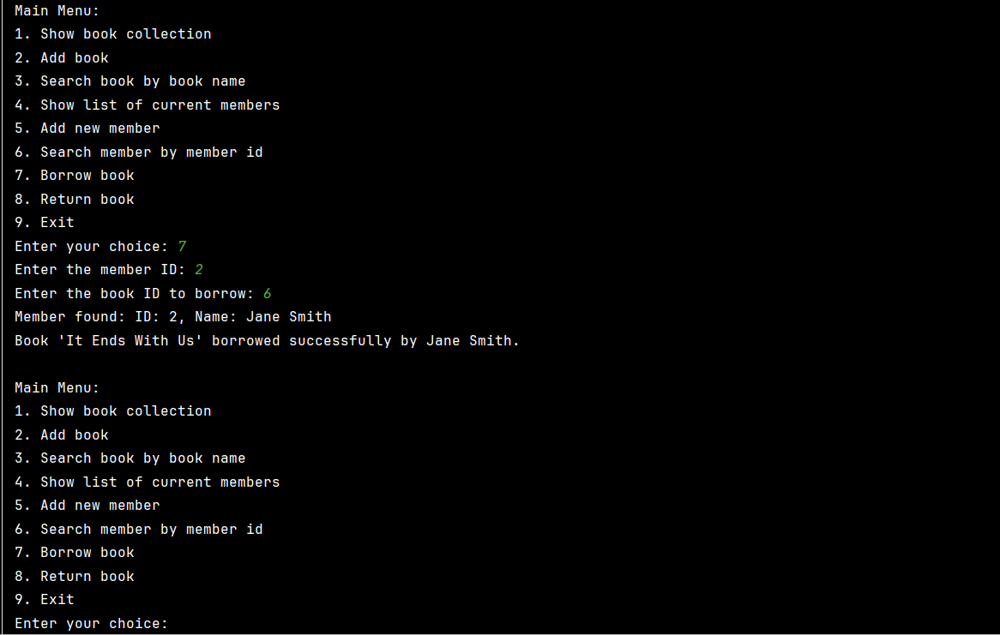 Main Menu:
1. Show book collection
2. Add book
3. Search book by book name
4. Show list of current members
5. Add new member
6. Search member by member id
7. Borrow book
8. Return book
9. Exit
Enter your choice: 7
Enter the member ID: 2
Enter the book ID to borrow: 6
Member found: ID: 2, Name: Jane Smith
Book 'It Ends With Us' borrowed successfully by Jane Smith.

Main Menu:
1. Show book collection
2. Add book
3. Search book by book name
4. Show list of current members
5. Add new member
6. Search member by member id
7. Borrow book
8. Return book
9. Exit
Enter your choice: